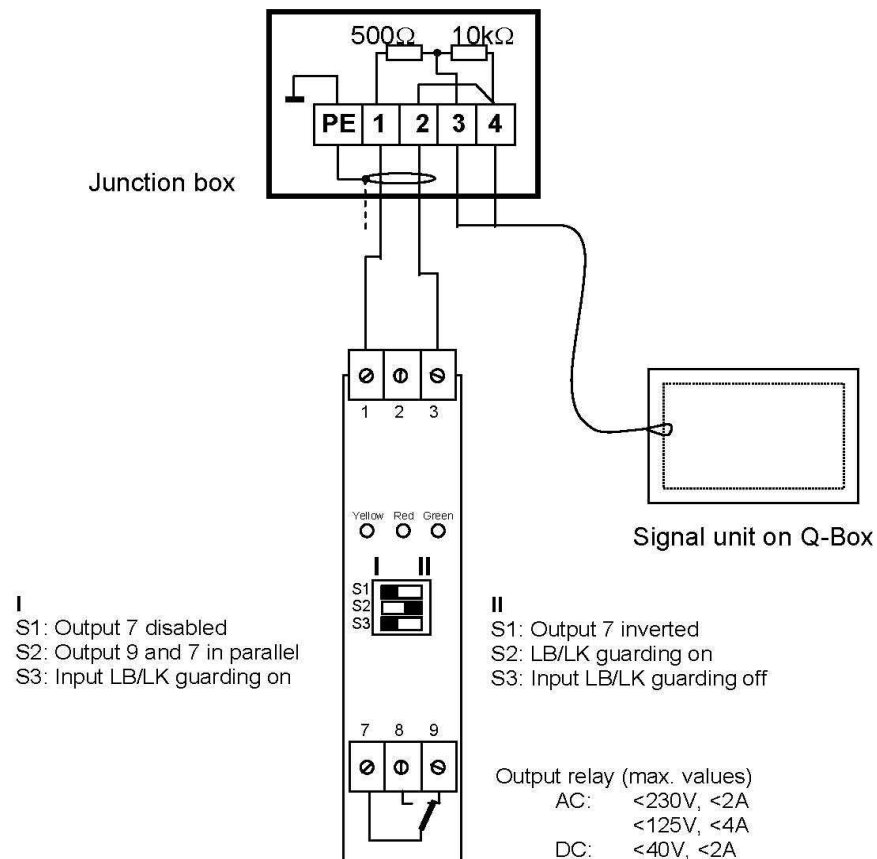 500Ω 10kΩ
PE 1 2 3 4
Junction box
1 2 3
Yellow Red Green
Signal unit on Q-Box
I II
S1
S2
S3
I
S1: Output 7 disabled
S2: Output 9 and 7 in parallel
S3: Input LB/LK guarding on
II
S1: Output 7 inverted
S2: LB/LK guarding on
S3: Input LB/LK guarding off
7 8 9
Output relay (max. values)
AC: <230V, <2A
<125V, <4A
DC: <40V, <2A